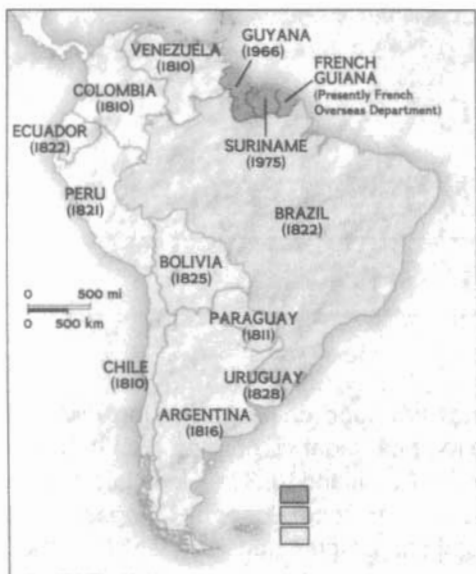 VENEZUELA
(1810)
GUYANA
(1966)
FRENCH
GUIANA
(Presently French
Overseas Department)
COLOMBIA
(1810)
ECUADOR
(1822)
SURINAME
(1975)
PERU
(1821)
BRAZIL
(1822)
BOLIVIA
(1825)
0 500 mi
0 500 km
PARAGUAY
(1811)
CHILE
(1810)
URUGUAY
(1828)
ARGENTINA
(1816)